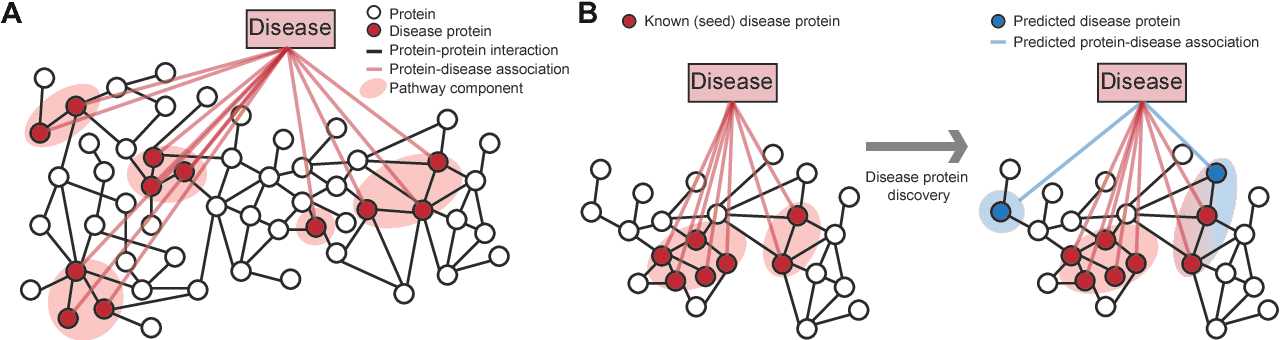 A
Disease
Protein
Disease protein
Protein-protein interaction
Protein-disease association
Pathway component
B
Known (seed) disease protein
Disease
Disease protein
discovery
Predicted disease protein
Predicted protein-disease association
Disease